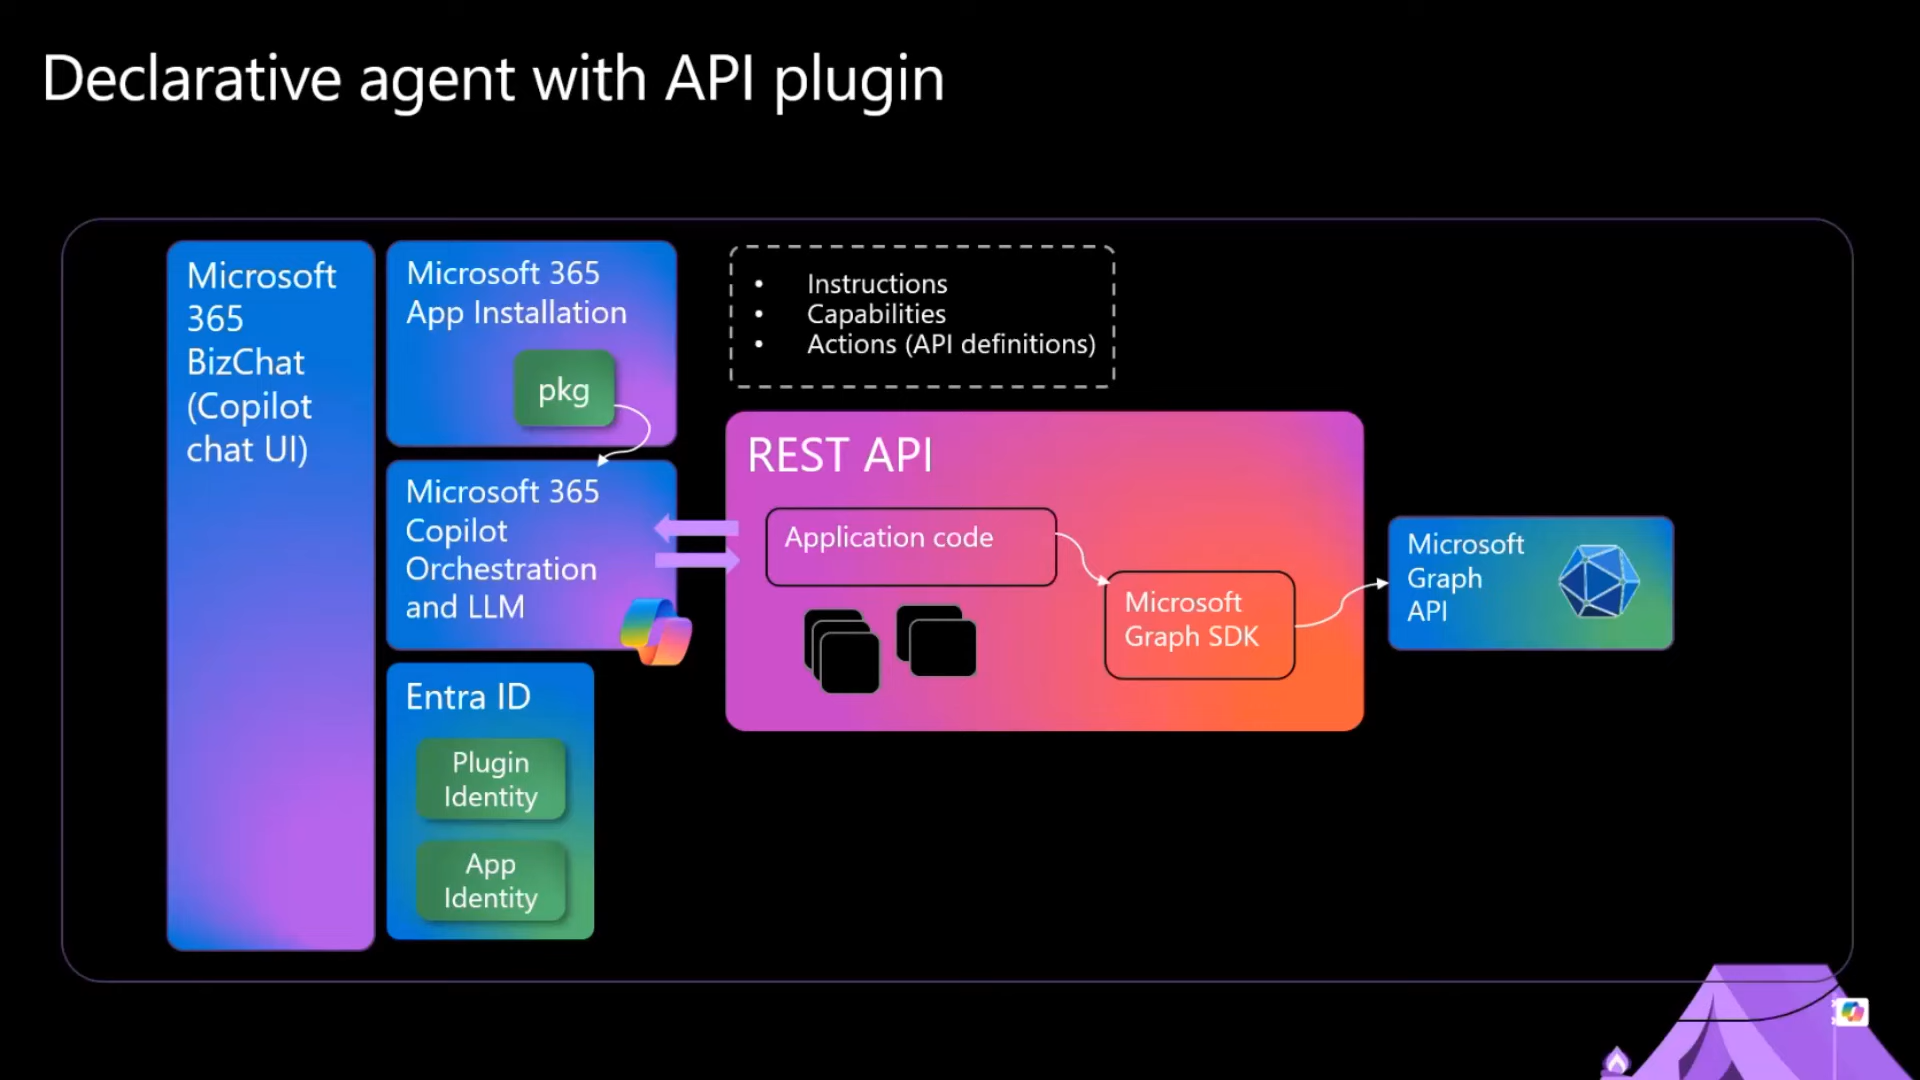 Declarative agent with API plugin
Microsoft
365
BizChat
(Copilot
chat UI)
Microsoft 365
App Installation
pkg
Microsoft 365
Copilot
Orchestration
and LLM
Entra ID
Plugin
Identity
App
Identity
• Instructions
• Capabilities
• Actions (API definitions)
REST API
Application code
Microsoft
Graph SDK
Microsoft
Graph
API